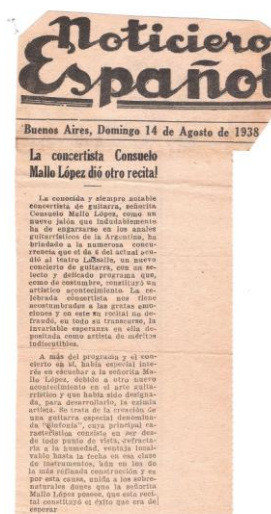 Noticiero
Español
Buenos Aires, Domingo 14 de Agosto de 1938
La concertista Consuelo
Mallo López dió otro recital
La conocida y siempre notable
concertista de guitarra, señorita
Consuelo Mallo López, como un
nuevo jalón que indudablemente
ha de engarzarse en los anales
guitarrísticos de la Argentina, ha
brindado a la numerosa concu-
rrencia que el de 6 del actual acu-
dió al teatro Lassalle, un nuevo
concierto de guitarra, con un se-
lecto y delicado programa que,
como de costumbre, constituyó un
artístico acontecimiento. La ce-
lebrada concertista nos tiene
acostumbrados a las gratas emo-
ciones y en este su recital no de-
fraudó, en todo su transcurso, la
invariable esperanza en ella de-
positada como artista de méritos
indiscutibles.
A más del programa y el con-
cierto en sí, había especial inte-
rés en escuchar a la señorita Ma-
llo López, debido a otro nuevo
acontecimiento en el arte guita-
rrístico y que había sido designa-
da, para desarrollarlo, la eximia
artista. Se trata de la creación de
una guitarra especial denomina-
da "Sinfonía", cuya principal ca-
racterística consiste en ser des-
de todo punto de vista, refracta-
ria a la humedad, ventaja inval-
vable hasta la fecha en esa clase
de instrumentos, aún en los de
la más refinada construcción y es
por esta causa, unida a los sobre-
naturales dones que la señorita
Mallo López posee, que este reci-
tal constituyó el éxito que era de
esperar